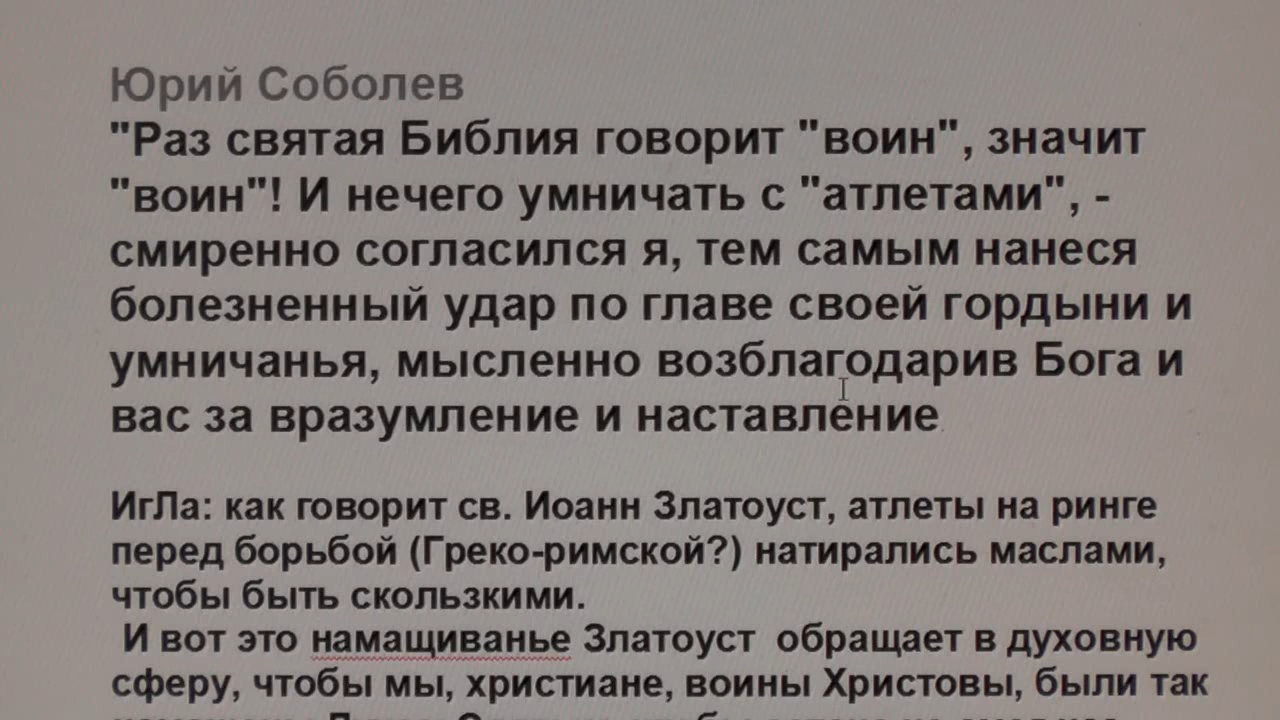 Юрий Соболев
"Раз святая Библия говорит "воин", значит
"воин"! И нечего умничать с "атлетами", -
смиренно согласился я, тем самым нанеся
болезненный удар по главе своей гордыни и
умничанья, мысленно возблагодарив Бога и
вас за вразумление и наставление
ИгЛа: как говорит св. Иоанн Златоуст, атлеты на ринге
перед борьбой (Греко-римской?) натирались маслами,
чтобы быть скользкими.
И вот это намащиванье Златоуст обращает в духовную
сферу, чтобы мы, христиане, воины Христовы, были так